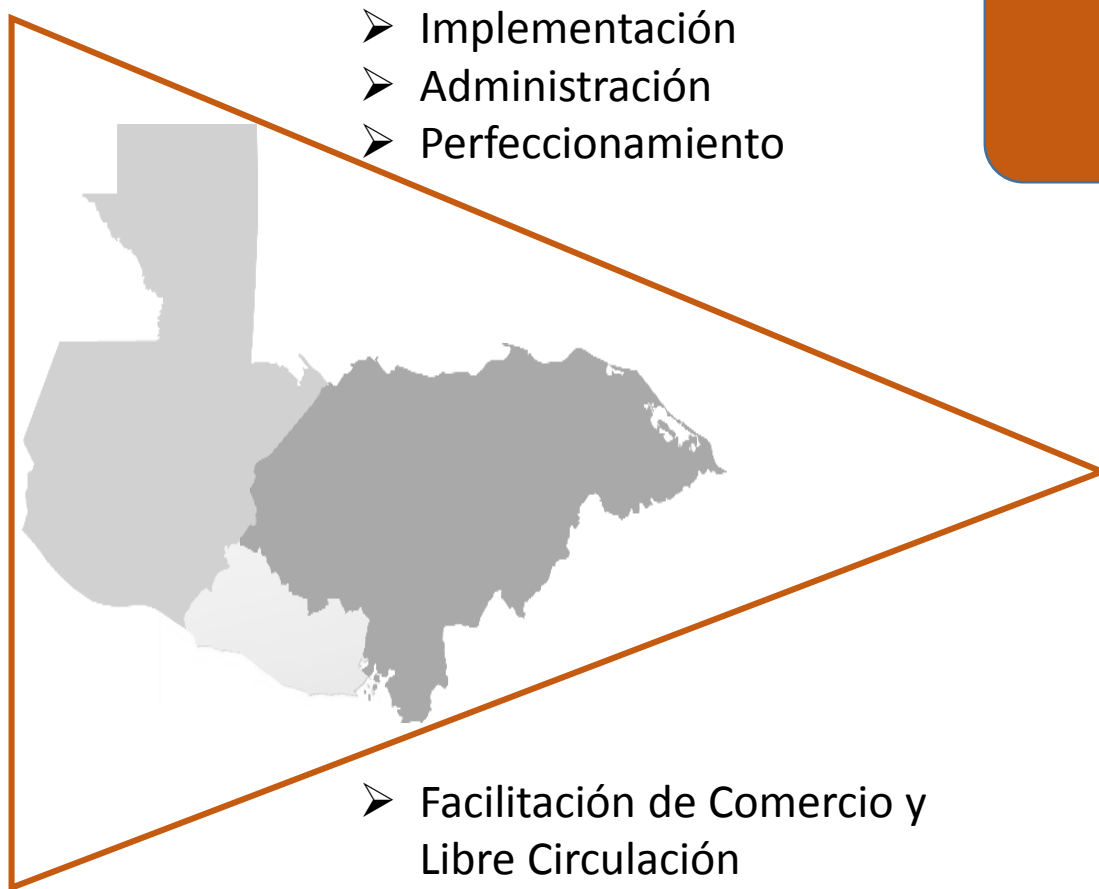 ➢ Implementación
➢ Administración
➢ Perfeccionamiento
➢ Facilitación de Comercio y
Libre Circulación